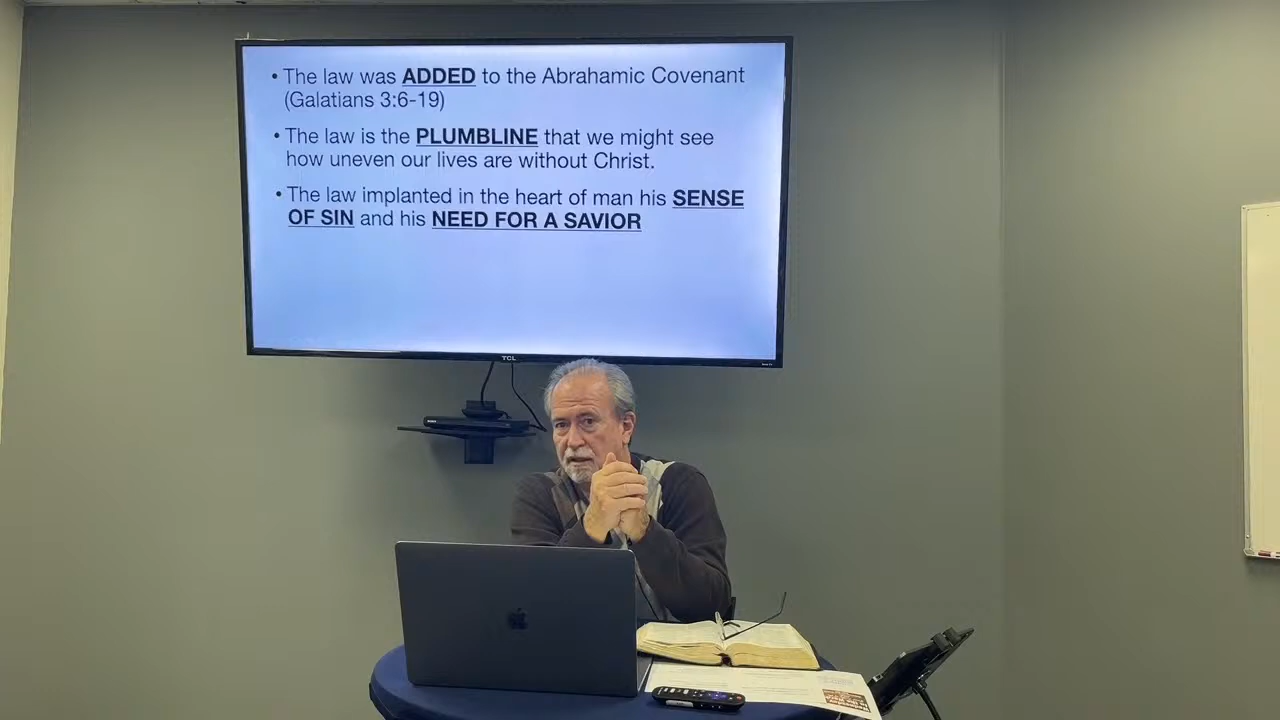 • The law was ADDED to the Abrahamic Covenant
(Galatians 3:6-19)
• The law is the PLUMBLINE that we might see
how uneven our lives are without Christ.
• The law implanted in the heart of man his SENSE
OF SIN and his NEED FOR A SAVIOR
TCL